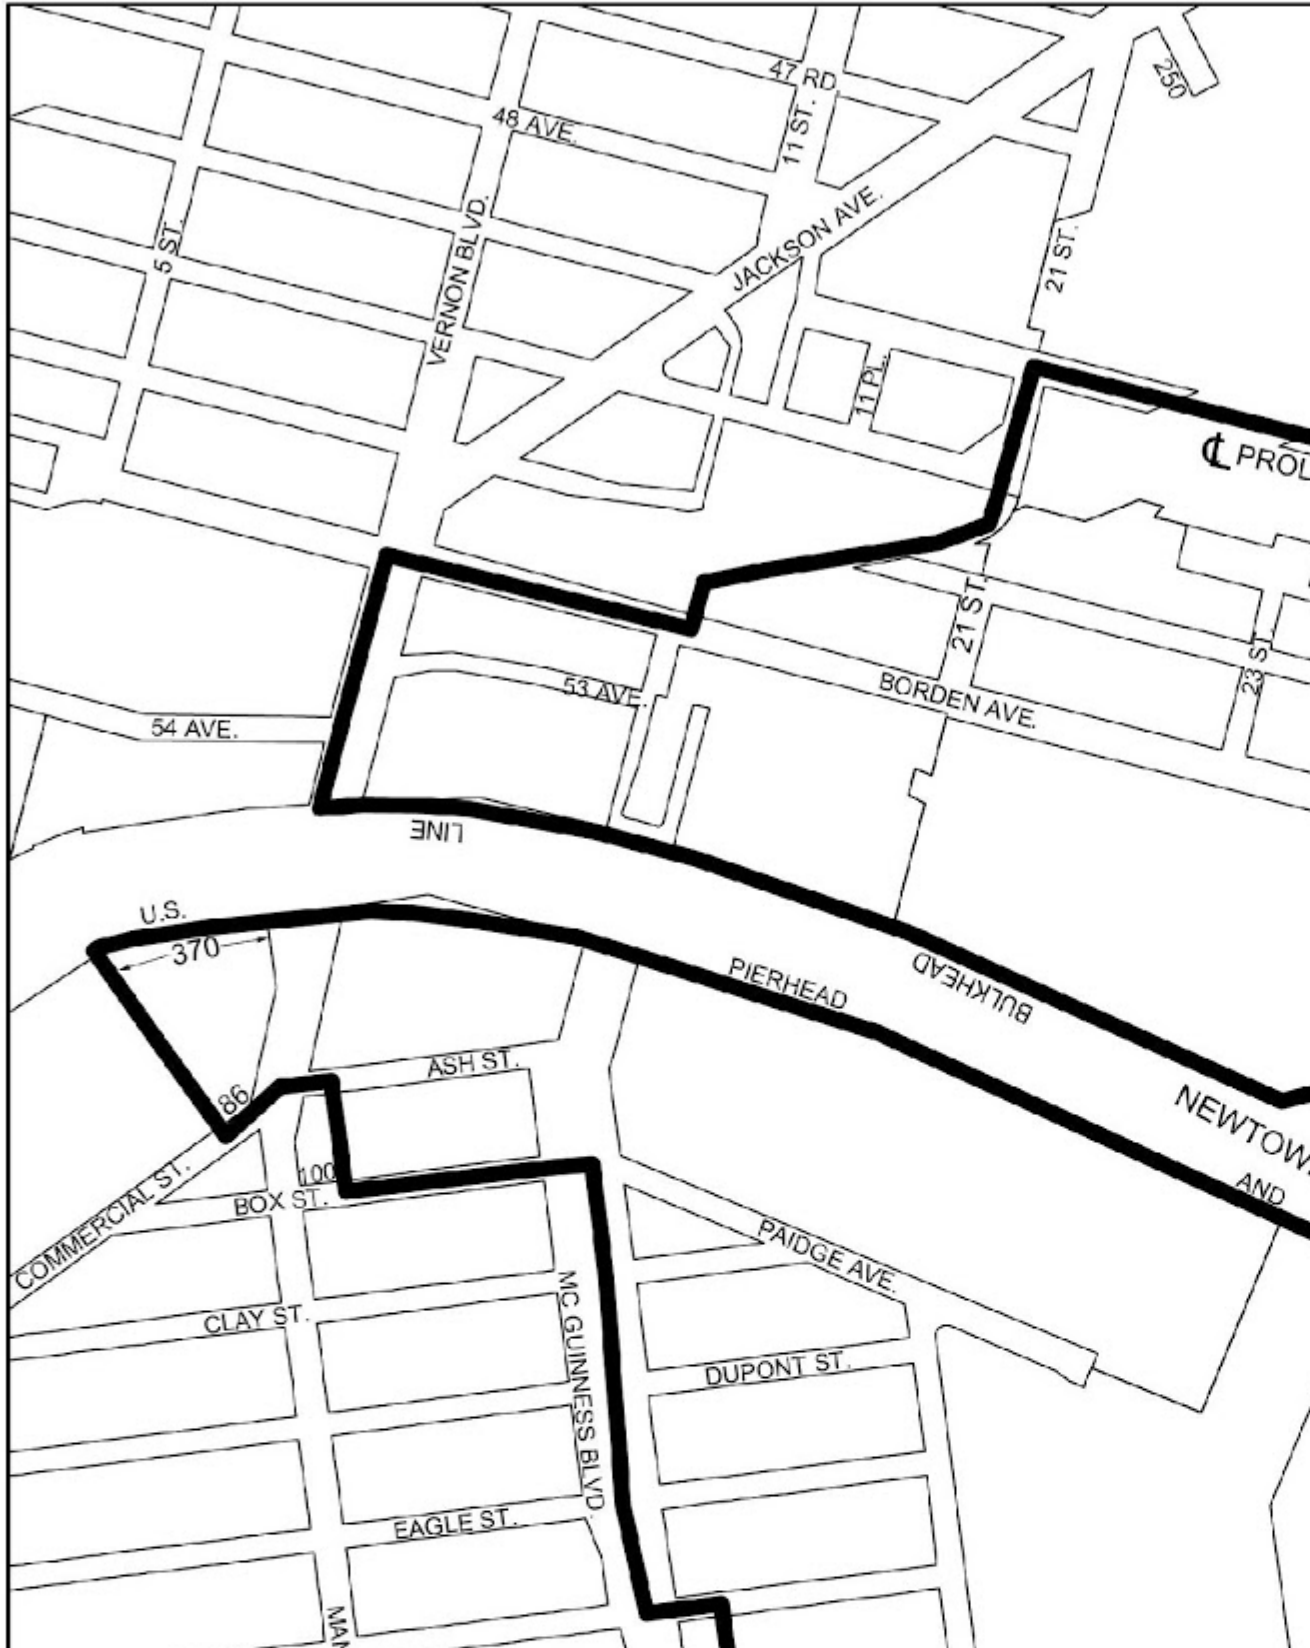 47 RD.
250
48 AVE.
11 ST.
5 ST.
VERNON BLVD.
JACKSON AVE.
21 ST.
11 PL.
℄ PROL
21 ST.
23 ST.
53 AVE.
BORDEN AVE.
54 AVE.
LINE
U.S.
370
PIERHEAD
BULKHEAD
ASH ST.
86
NEWTOW
AND
100
COMMERCIAL ST.
BOX ST.
PAIDGE AVE.
CLAY ST.
MC GUINNESS BLVD.
DUPONT ST.
EAGLE ST.
MAN